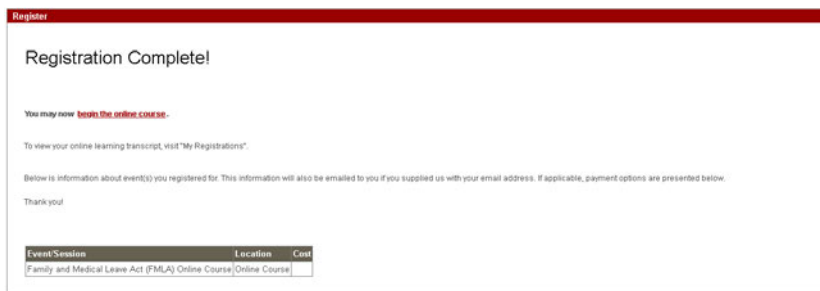 Register
Registration Complete!
You may now begin the online course.
To view your online learning transcript, visit "My Registrations".
Below is information about event(s) you registered for. This information will also be emailed to you if you supplied us with your email address. If applicable, payment options are presented below.
Thank you!
Event/Session Location Cost
Family and Medical Leave Act (FMLA) Online Course Online Course